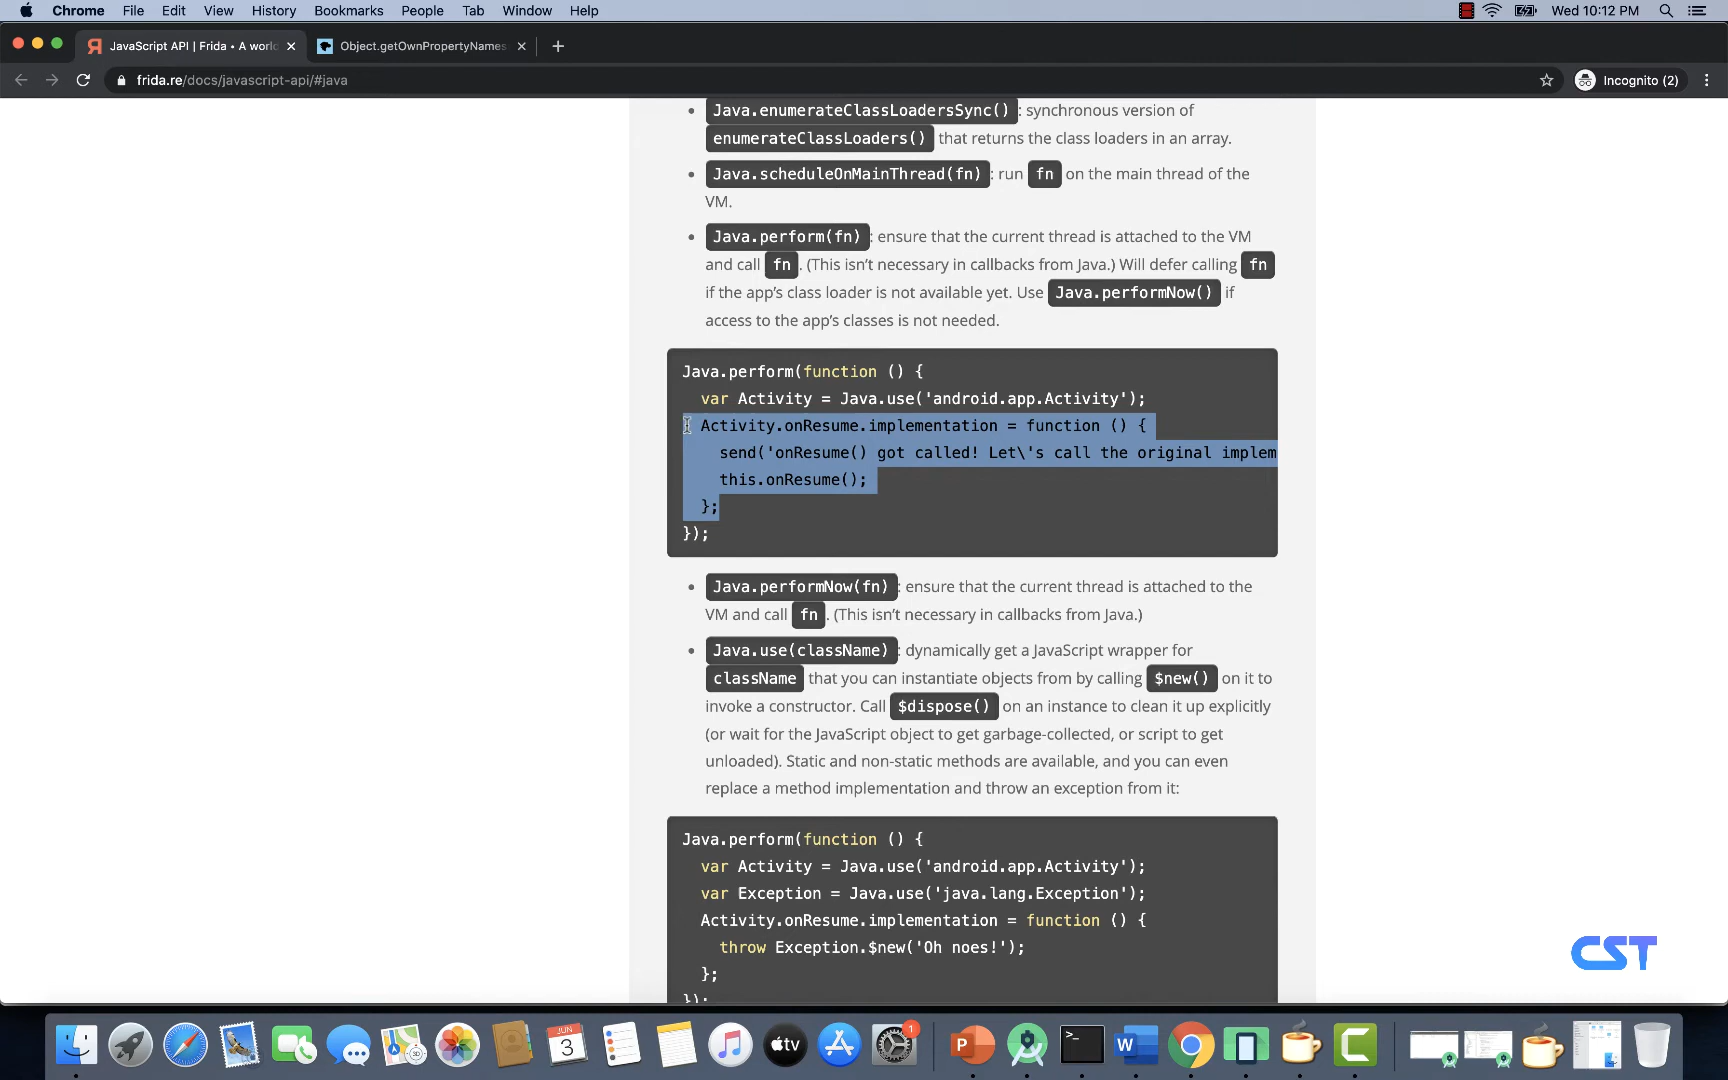 Chrome File Edit View History Bookmarks People Tab Window Help Wed 10:12 PM
JavaScript API | Frida • A world Object.getOwnPropertyNames
frida.re/docs/javascript-api/#java Incognito (2)
• Java.enumerateClassLoadersSync() : synchronous version of
enumerateClassLoaders() that returns the class loaders in an array.
• Java.scheduleOnMainThread(fn) : run fn on the main thread of the
VM.
• Java.perform(fn) : ensure that the current thread is attached to the VM
and call fn . (This isn’t necessary in callbacks from Java.) Will defer calling fn
if the app’s class loader is not available yet. Use Java.performNow() if
access to the app’s classes is not needed.
Java.perform(function () {
var Activity = Java.use('android.app.Activity');
Activity.onResume.implementation = function () {
send('onResume() got called! Let\'s call the original implem
this.onResume();
};
});
• Java.performNow(fn) : ensure that the current thread is attached to the
VM and call fn . (This isn’t necessary in callbacks from Java.)
• Java.use(className) : dynamically get a JavaScript wrapper for
className that you can instantiate objects from by calling $new() on it to
invoke a constructor. Call $dispose() on an instance to clean it up explicitly
(or wait for the JavaScript object to get garbage-collected, or script to get
unloaded). Static and non-static methods are available, and you can even
replace a method implementation and throw an exception from it:
Java.perform(function () {
var Activity = Java.use('android.app.Activity');
var Exception = Java.use('java.lang.Exception');
Activity.onResume.implementation = function () {
throw Exception.$new('Oh noes!');
};
});
CST
JUN
3
3D
tv
1
P
>_
W
C